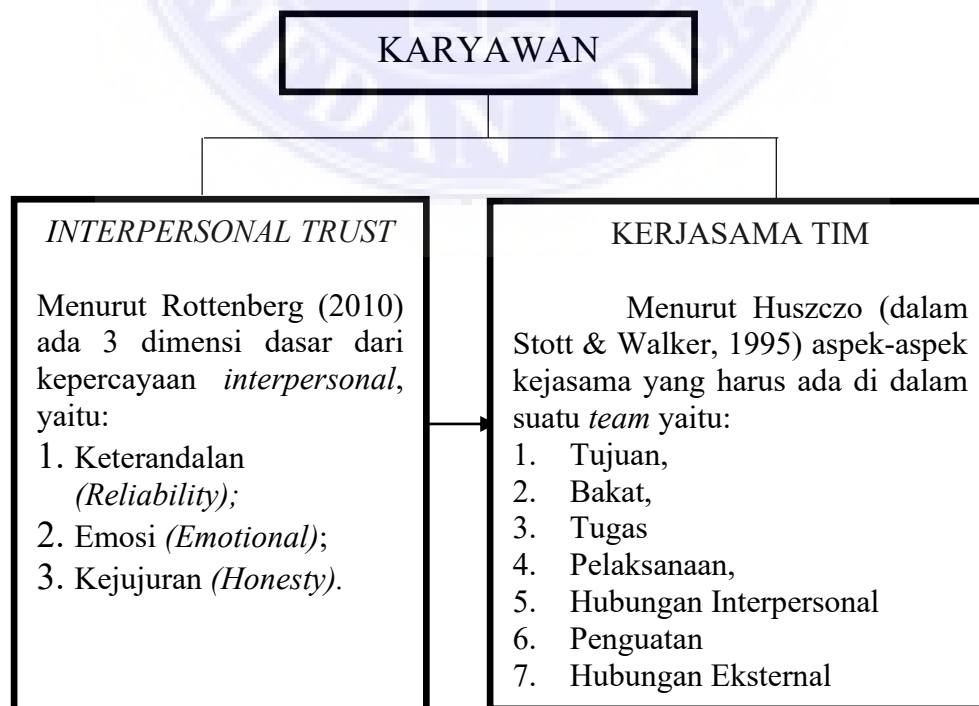 KARYAWAN
INTERPERSONAL TRUST
Menurut Rottenberg (2010)
ada 3 dimensi dasar dari
kepercayaan interpersonal,
yaitu:
1. Keterandalan
(Reliability);
2. Emosi (Emotional);
3. Kejujuran (Honesty).
KERJASAMA TIM
Menurut Huszczo (dalam
Stott & Walker, 1995) aspek-aspek
kejasama yang harus ada di dalam
suatu team yaitu:
1. Tujuan,
2. Bakat,
3. Tugas
4. Pelaksanaan,
5. Hubungan Interpersonal
6. Penguatan
7. Hubungan Eksternal